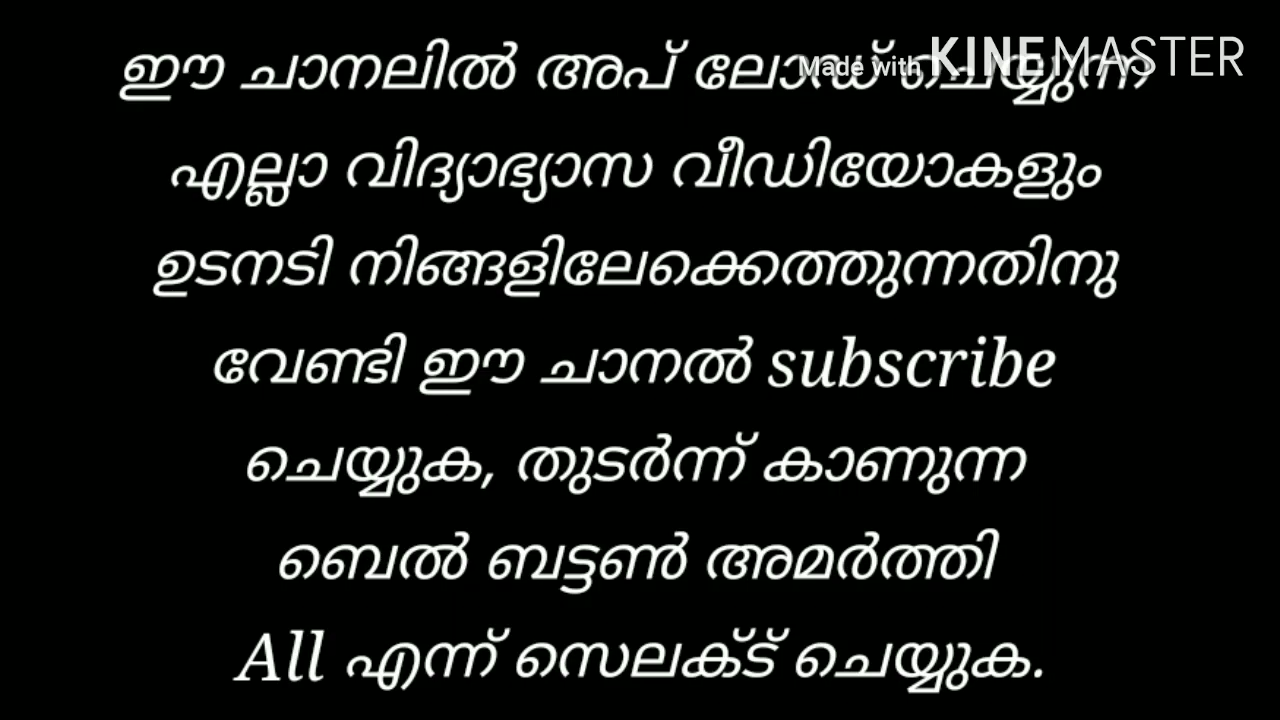 ഈ ചാനലിൽ അപ് ലോഡ് ചെയ്യുന്ന
Made with KINEMASTER
എല്ലാ വിദ്യാഭ്യാസ വീഡിയോകളും
ഉടനടി നിങ്ങളിലേക്കെത്തുന്നതിനു
വേണ്ടി ഈ ചാനൽ subscribe
ചെയ്യുക, തുടർന്ന് കാണുന്ന
ബെൽ ബട്ടൺ അമർത്തി
All എന്ന് സെലക്ട് ചെയ്യുക.